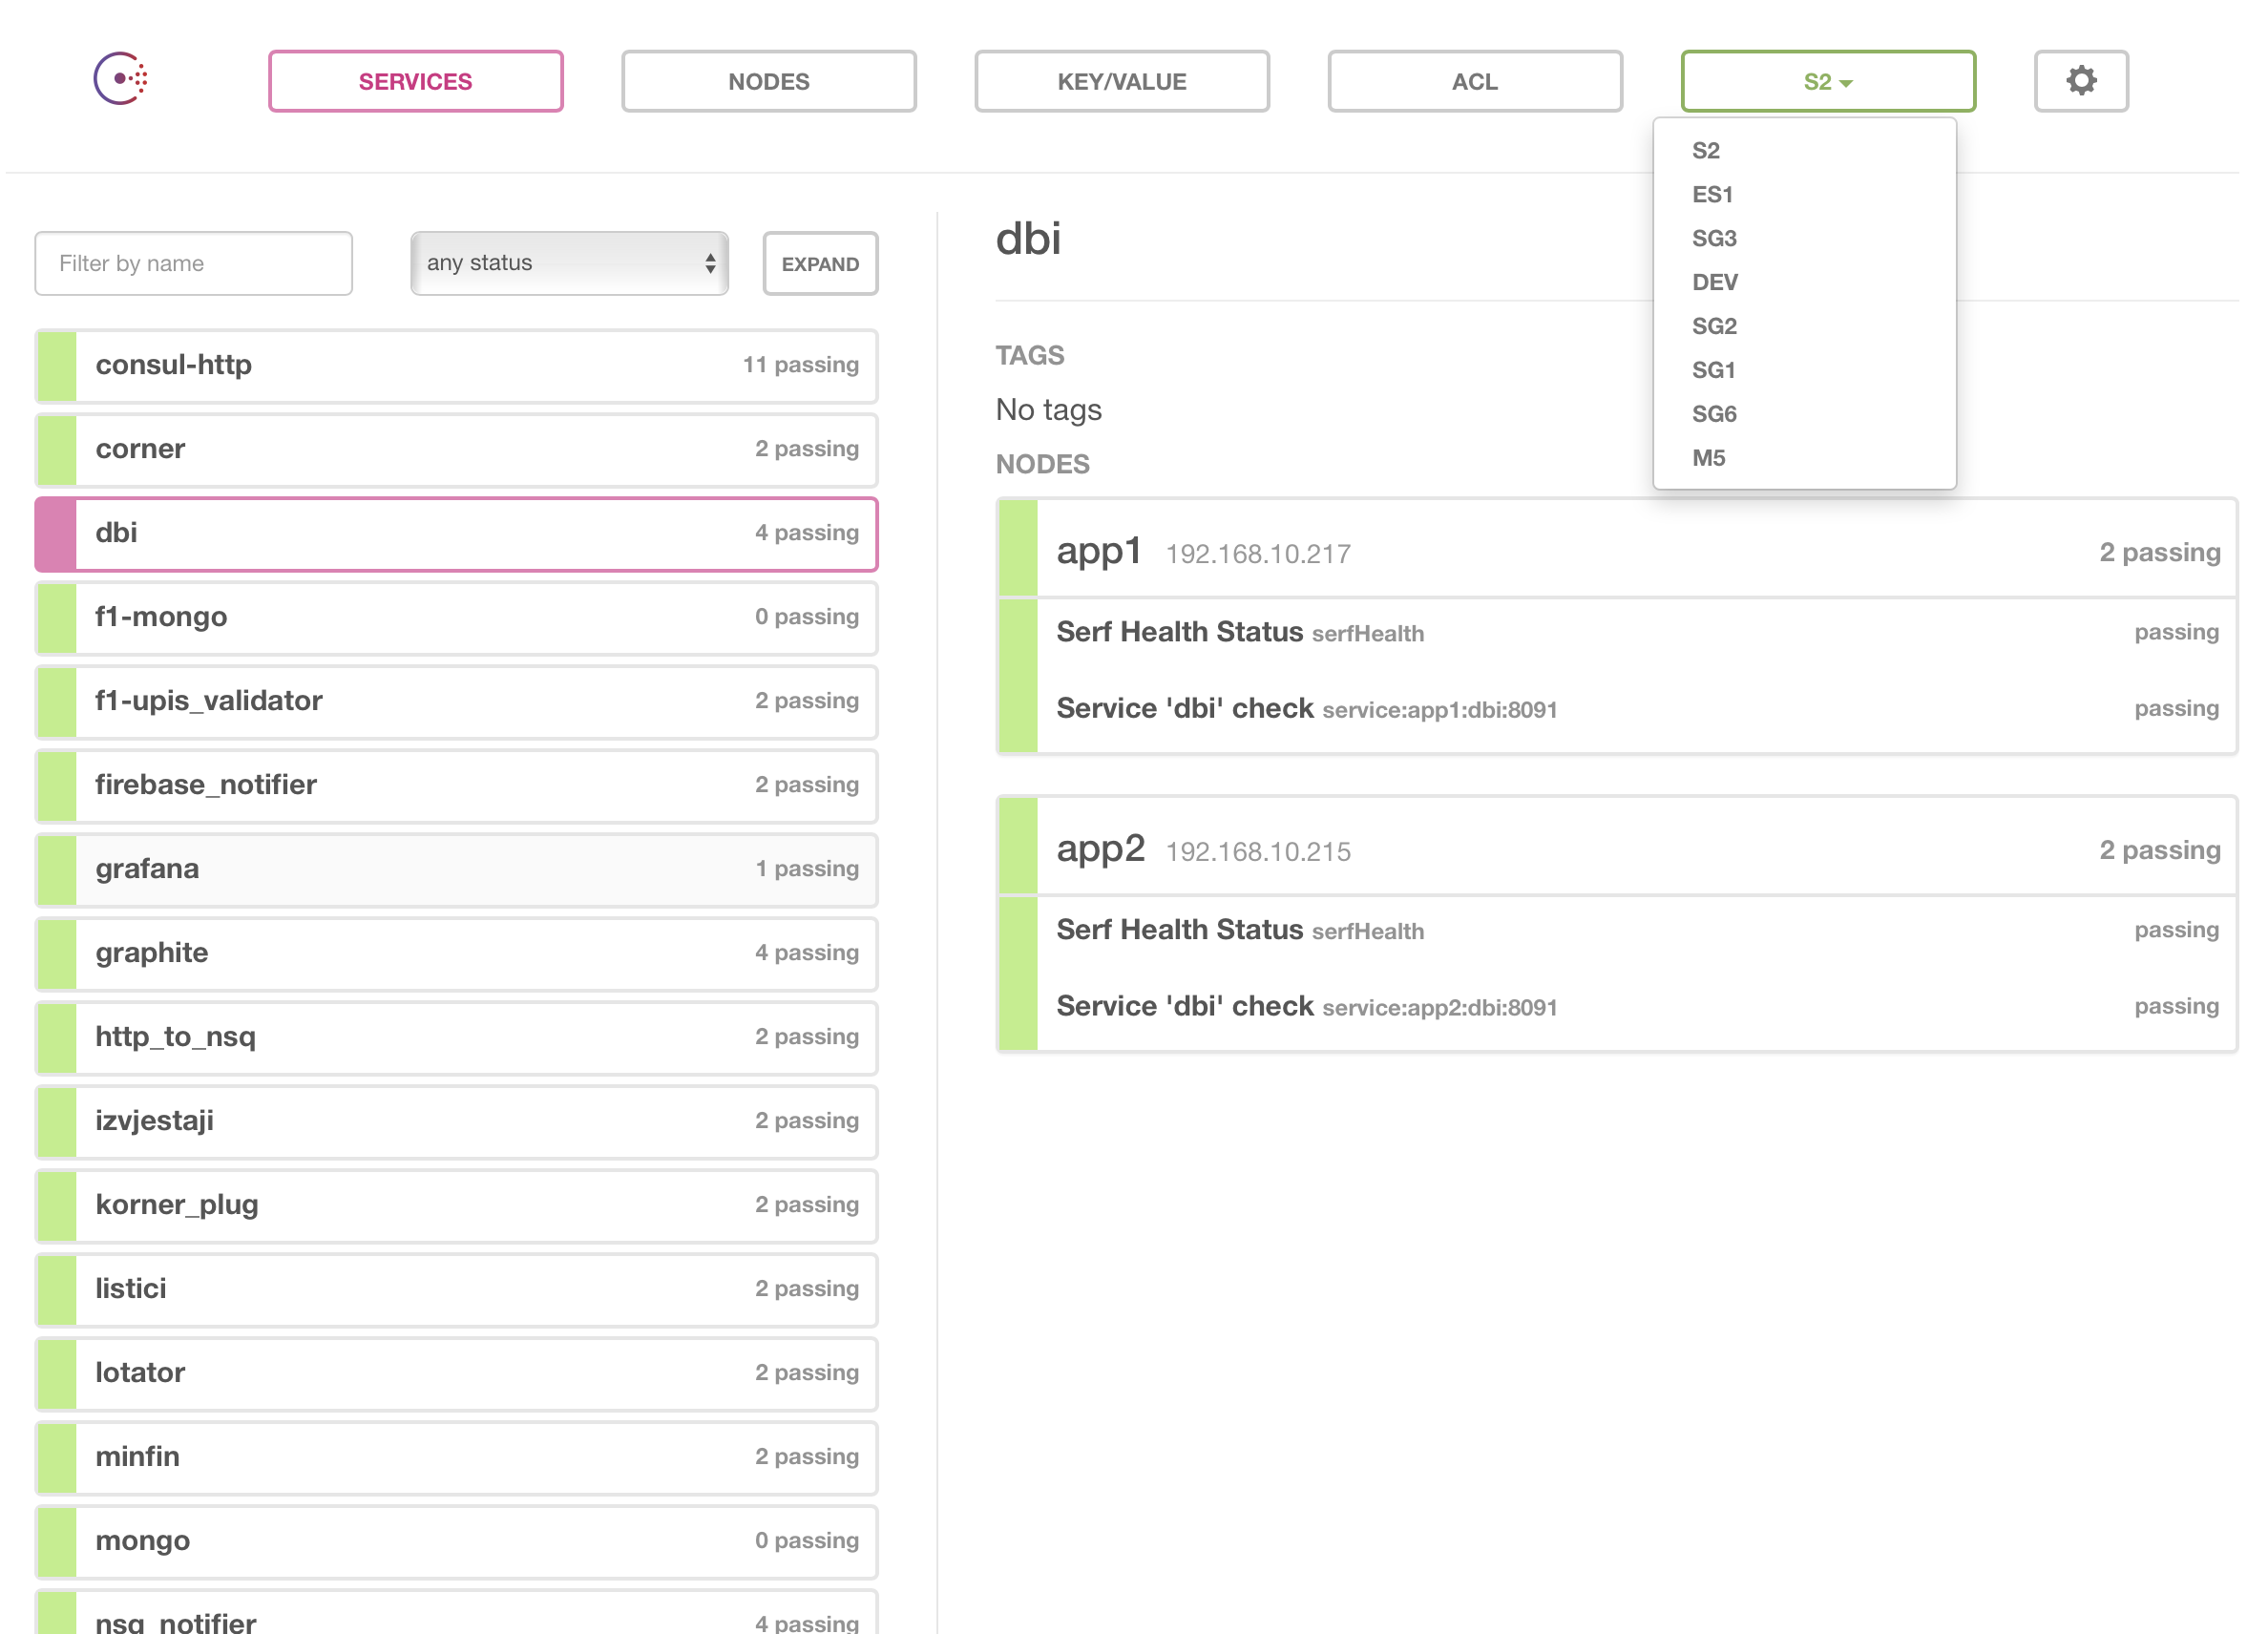 SERVICES NODES KEY/VALUE ACL S2
S2
ES1
SG3
DEV
SG2
SG1
SG6
M5
Filter by name any status EXPAND
consul-http 11 passing
corner 2 passing
dbi 4 passing
f1-mongo 0 passing
f1-upis_validator 2 passing
firebase_notifier 2 passing
grafana 1 passing
graphite 4 passing
http_to_nsq 2 passing
izvjestaji 2 passing
korner_plug 2 passing
listici 2 passing
lotator 2 passing
minfin 2 passing
mongo 0 passing
nsq_notifier 4 passing
dbi
TAGS
No tags
NODES
app1 192.168.10.217 2 passing
Serf Health Status serfHealth passing
Service 'dbi' check service:app1:dbi:8091 passing
app2 192.168.10.215 2 passing
Serf Health Status serfHealth passing
Service 'dbi' check service:app2:dbi:8091 passing